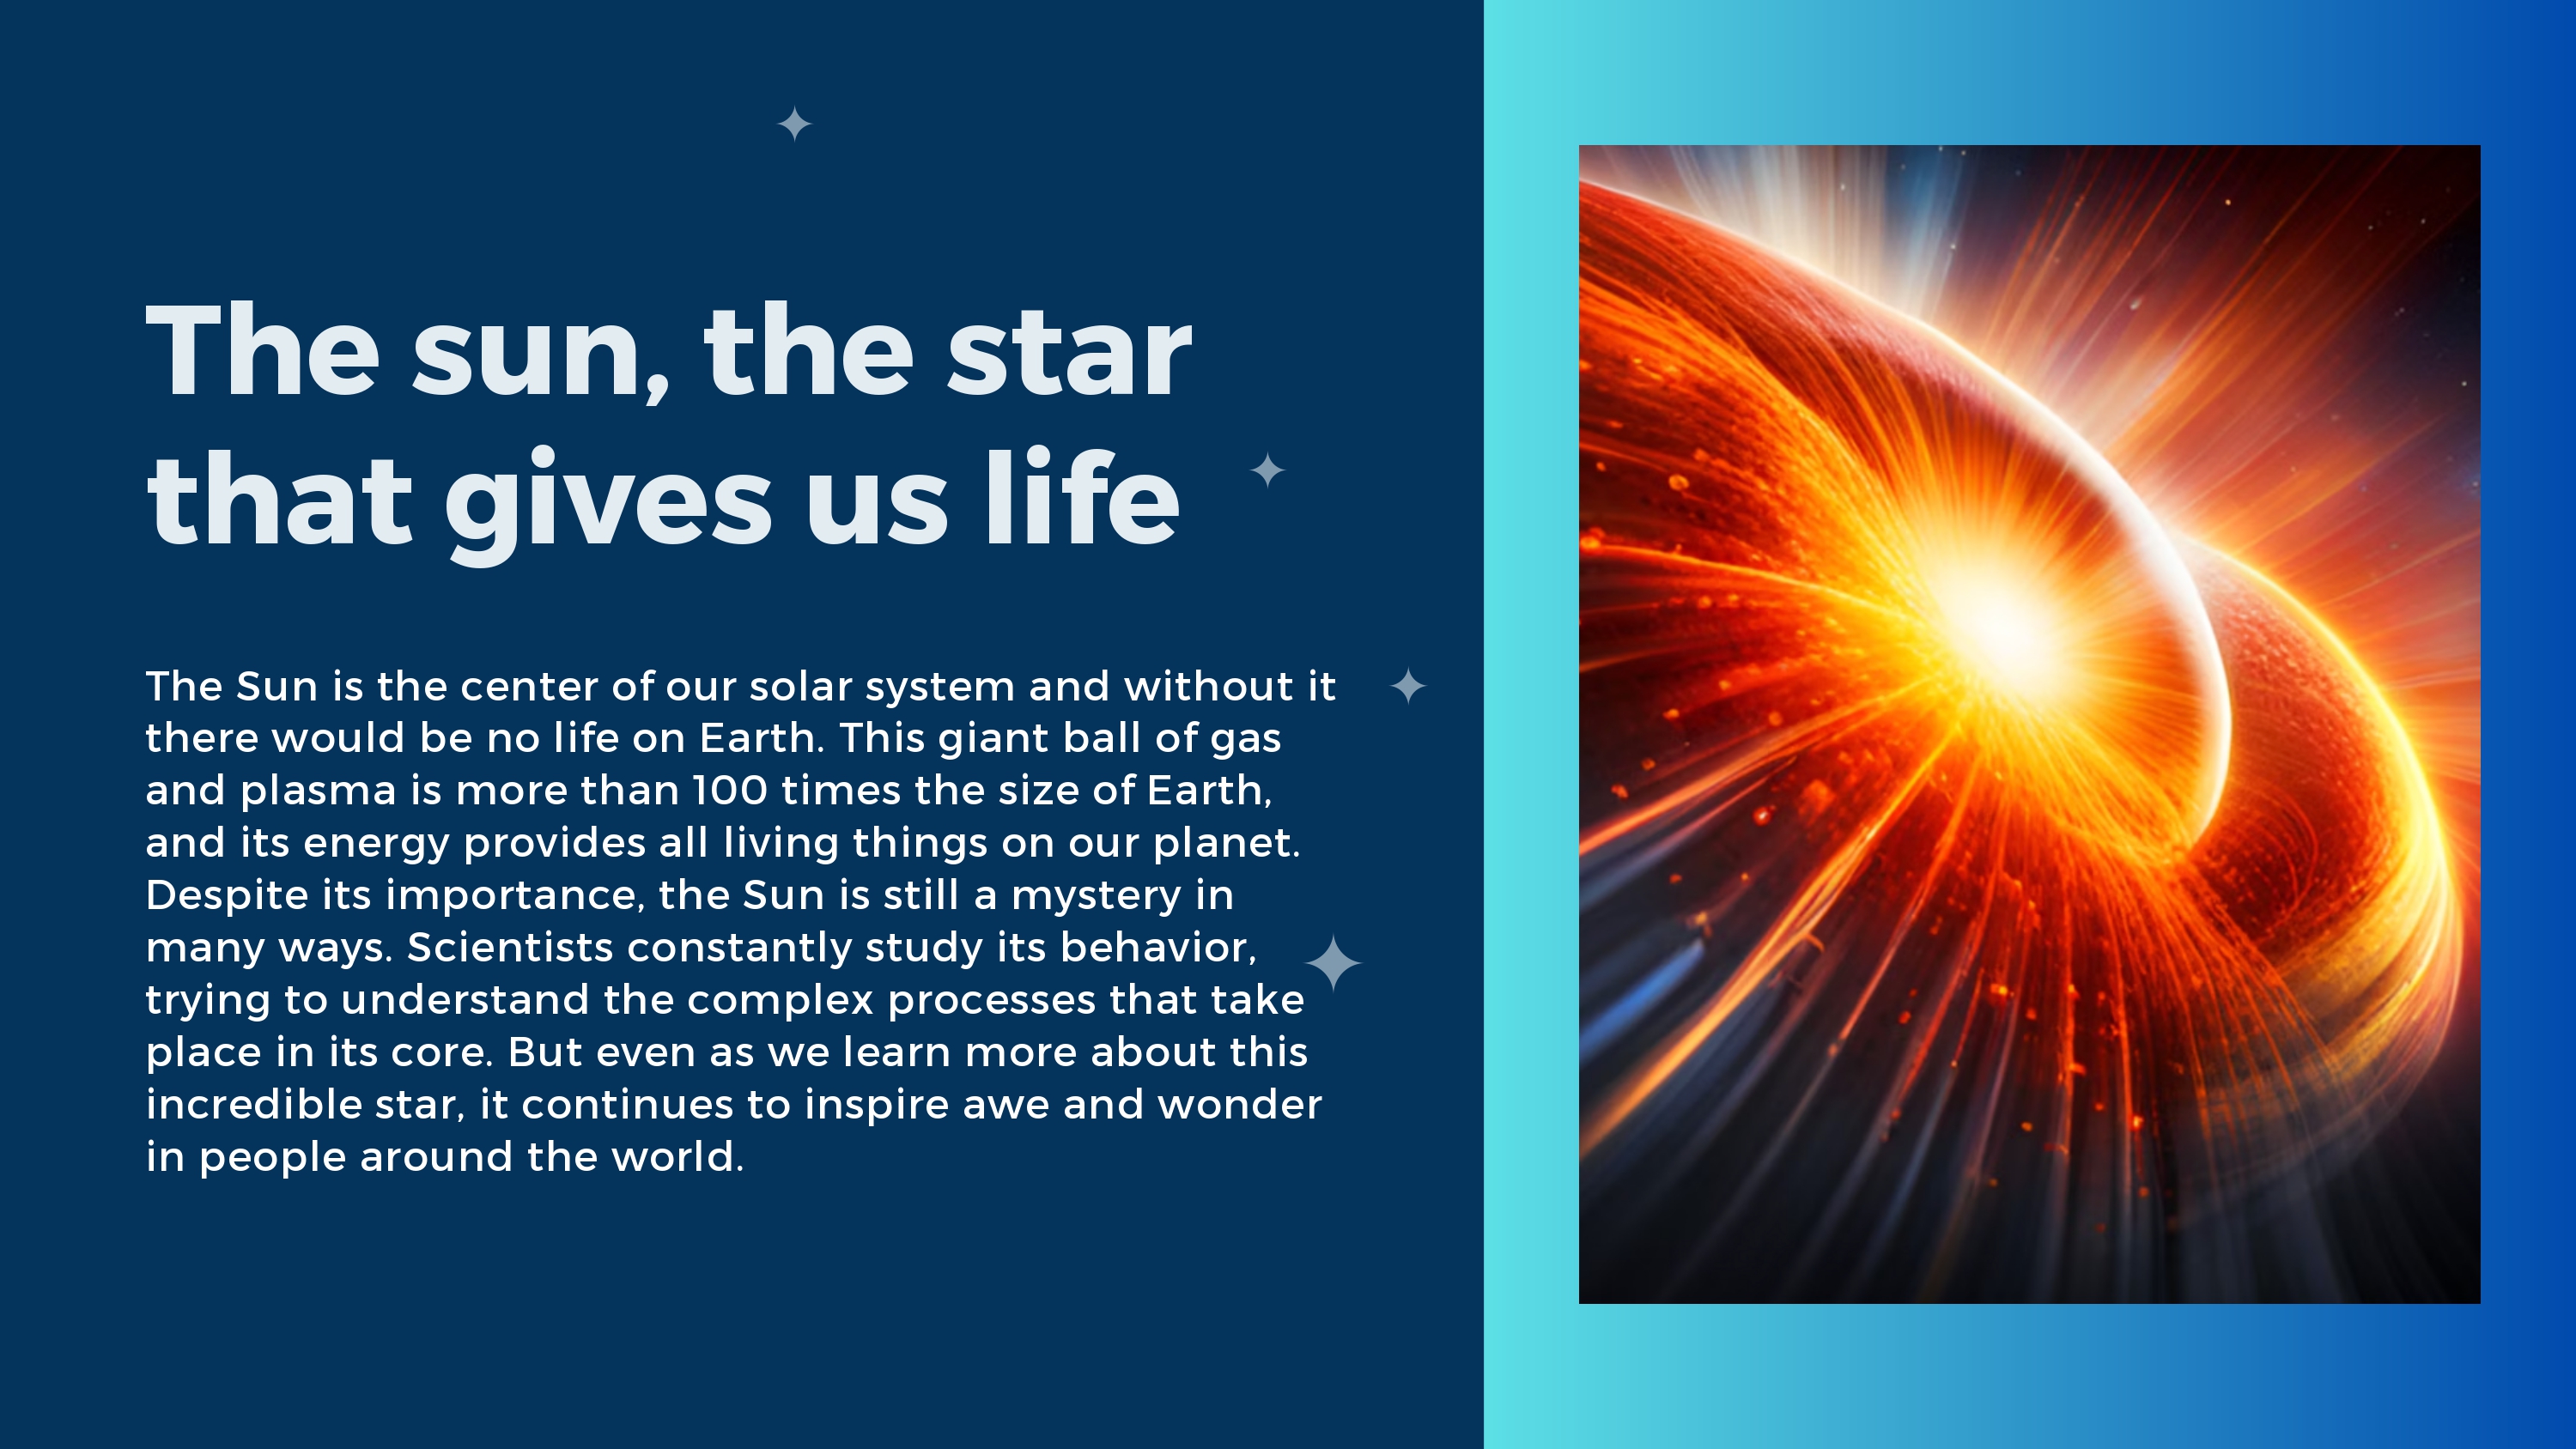 The sun, the star
that gives us life
The Sun is the center of our solar system and without it
there would be no life on Earth. This giant ball of gas
and plasma is more than 100 times the size of Earth,
and its energy provides all living things on our planet.
Despite its importance, the Sun is still a mystery in
many ways. Scientists constantly study its behavior,
trying to understand the complex processes that take
place in its core. But even as we learn more about this
incredible star, it continues to inspire awe and wonder
in people around the world.